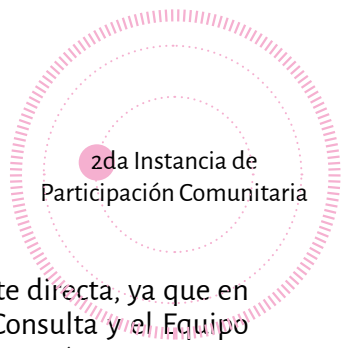 2da Instancia de
Participación Comunitaria
te directa, ya que en
Consulta y el Equipo